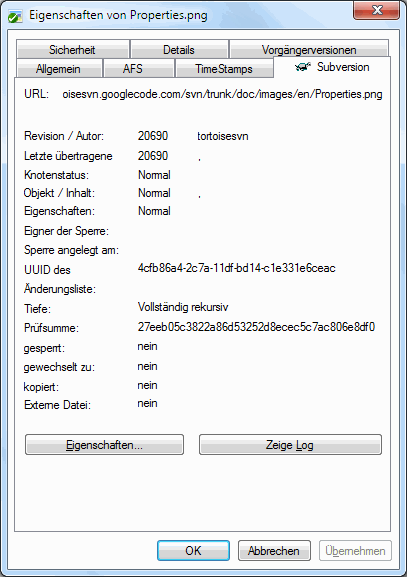 Eigenschaften von Properties.png
Sicherheit Details Vorgängerversionen
Allgemein AFS TimeStamps Subversion
URL: oisesvn.googlecode.com/svn/trunk/doc/images/en/Properties.png
Revision / Autor: 20690 tortoisesvn
Letzte übertragene 20690 ,
Knotenstatus: Normal
Objekt / Inhalt: Normal ,
Eigenschaften: Normal
Eigner der Sperre:
Sperre angelegt am:
UUID des 4cfb86a4-2c7a-11df-bd14-c1e331e6ceac
Änderungsliste:
Tiefe: Vollständig rekursiv
Prüfsumme: 27eeb05c3822a86d53252d8ecec5c7ac806e8df0
gesperrt: nein
gewechselt zu: nein
kopiert: nein
Externe Datei: nein
Eigenschaften... Zeige Log
OK Abbrechen Übernehmen